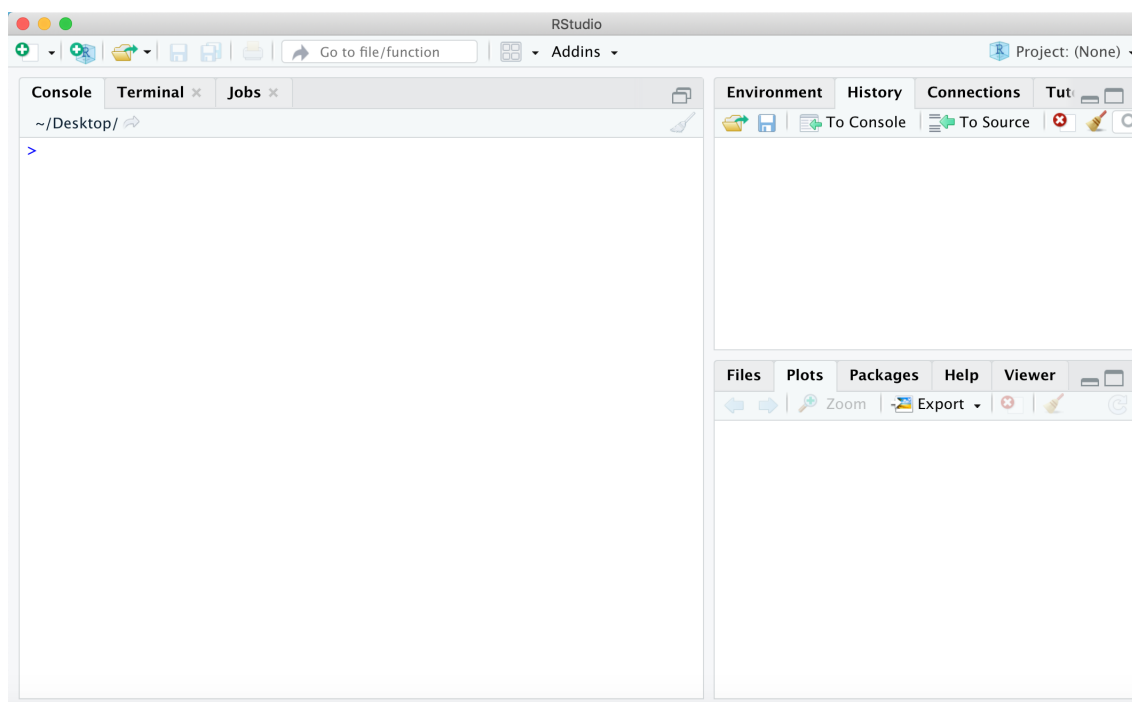 RStudio
Go to file/function Addins Project: (None)
Console Terminal Jobs
~/Desktop/
>
Environment History Connections Tut
To Console To Source
Files Plots Packages Help Viewer
Zoom Export